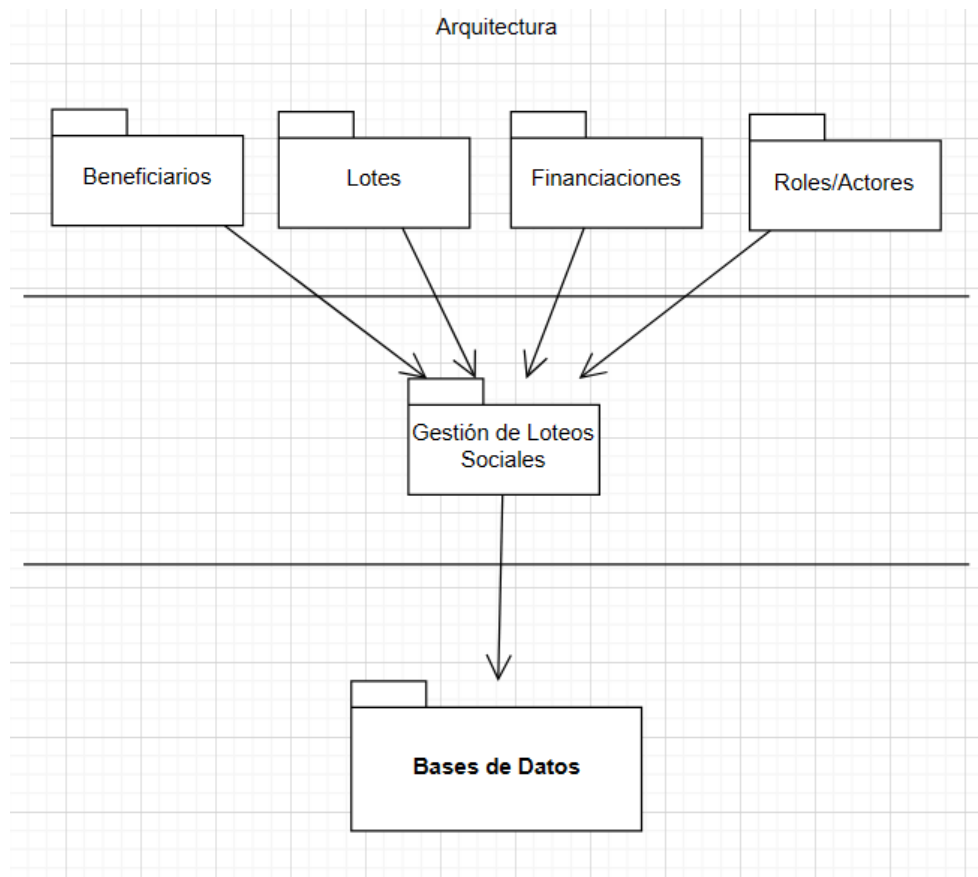 Arquitectura
Beneficiarios
Lotes
Financiaciones
Roles/Actores
Gestión de Loteos
Sociales
Bases de Datos